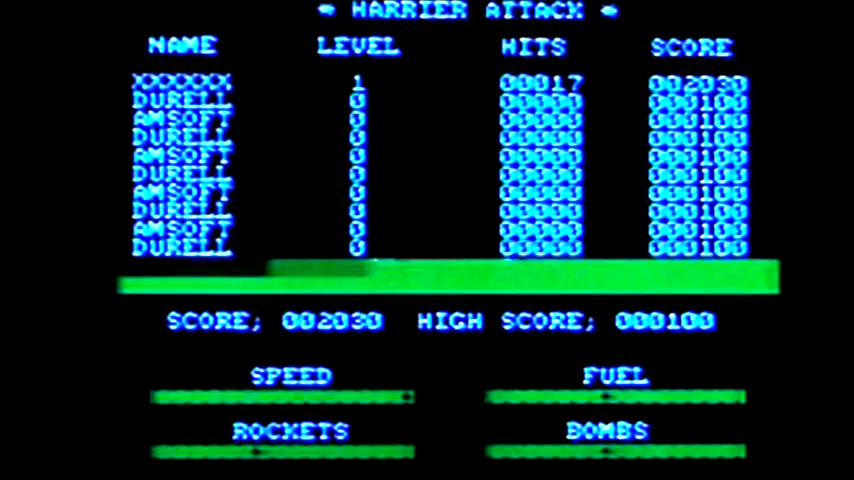 * HARRIER ATTACK *
NAME LEVEL HITS SCORE
XXXXXX 1 00017 002030
DURELL 0 00000 000100
AMSOFT 0 00000 000100
DURELL 0 00000 000100
AMSOFT 0 00000 000100
DURELL 0 00000 000100
AMSOFT 0 00000 000100
DURELL 0 00000 000100
AMSOFT 0 00000 000100
DURELL 0 00000 000100
SCORE; 002030 HIGH SCORE; 000100
SPEED FUEL
ROCKETS BOMBS